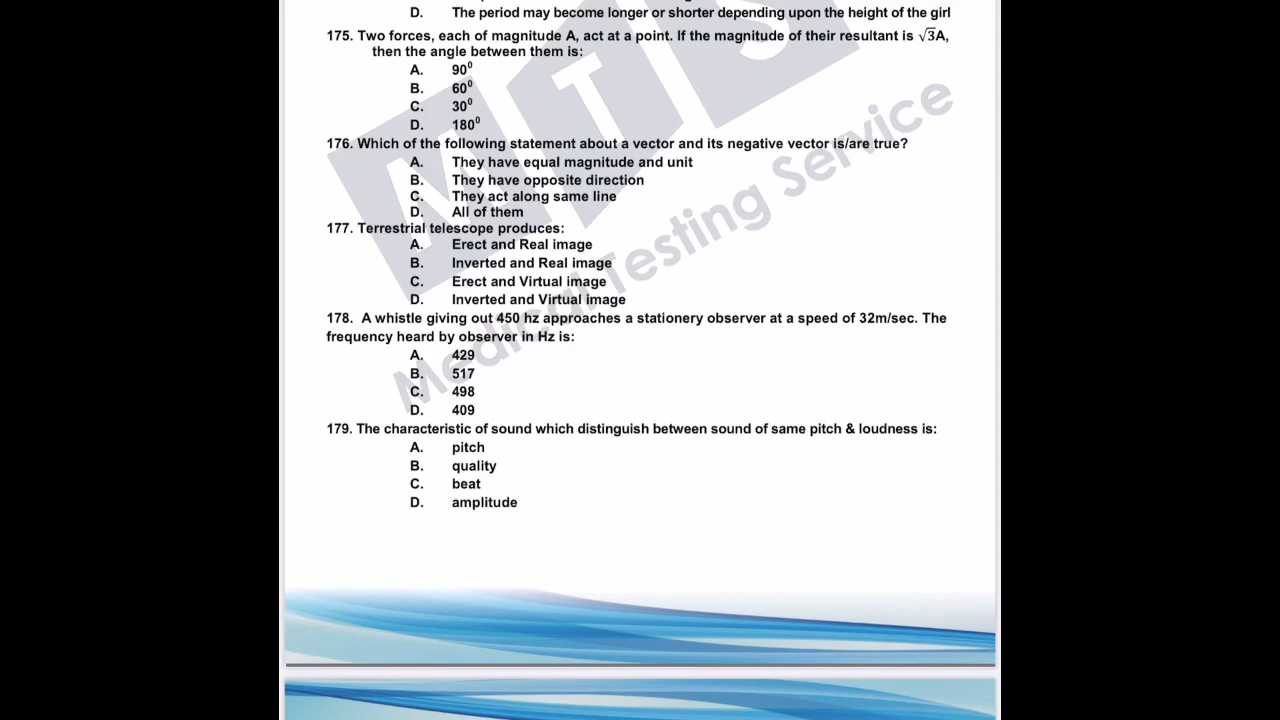 D. The period may become longer or shorter depending upon the height of the girl
175. Two forces, each of magnitude A, act at a point. If the magnitude of their resultant is √3A,
then the angle between them is:
A. 90⁰
B. 60⁰
C. 30⁰
D. 180⁰
176. Which of the following statement about a vector and its negative vector is/are true?
A. They have equal magnitude and unit
B. They have opposite direction
C. They act along same line
D. All of them
177. Terrestrial telescope produces:
A. Erect and Real image
B. Inverted and Real image
C. Erect and Virtual image
D. Inverted and Virtual image
178. A whistle giving out 450 hz approaches a stationery observer at a speed of 32m/sec. The
frequency heard by observer in Hz is:
A. 429
B. 517
C. 498
D. 409
179. The characteristic of sound which distinguish between sound of same pitch & loudness is:
A. pitch
B. quality
C. beat
D. amplitude
MTS
Medical Testing Service